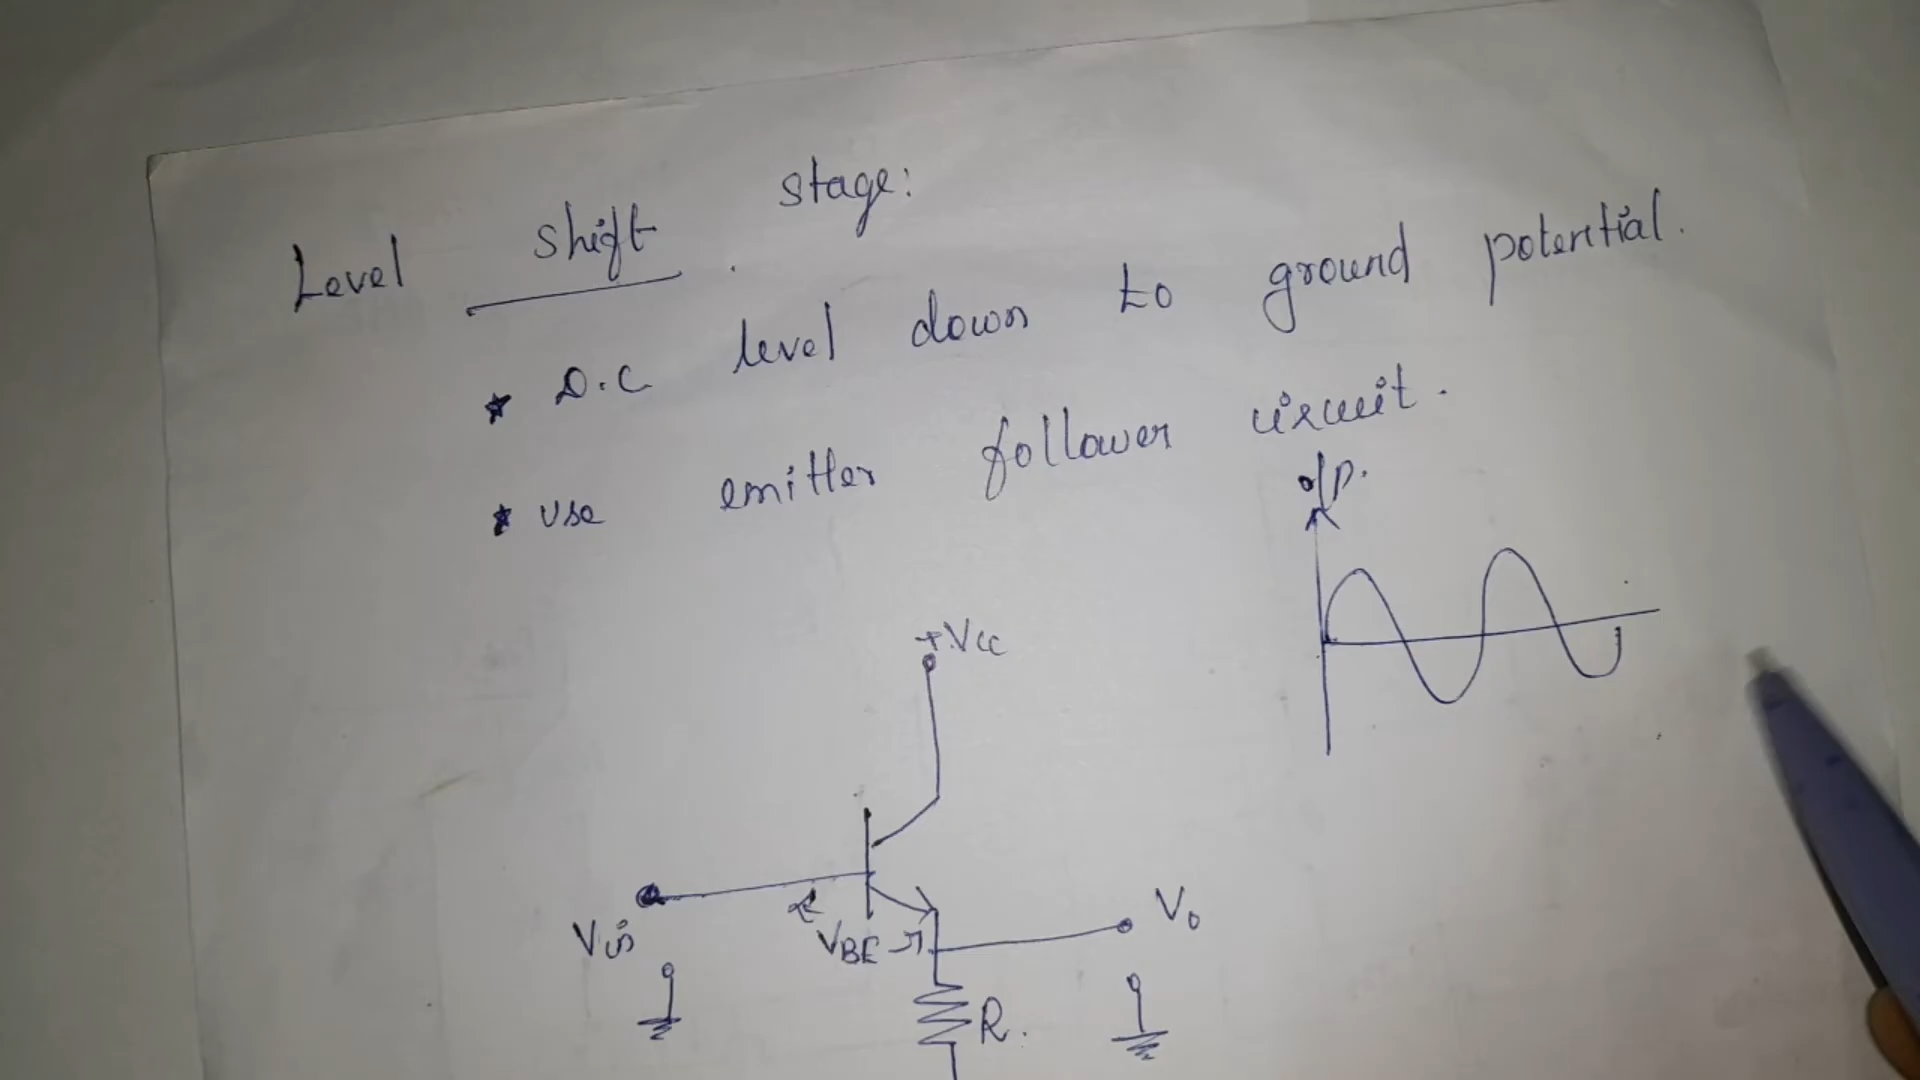 Level shift stage:
★ D.C level down to ground potential.
★ Use emitter follower circuit.
o/p.
+Vcc
Vin
VBE
Vo
R.